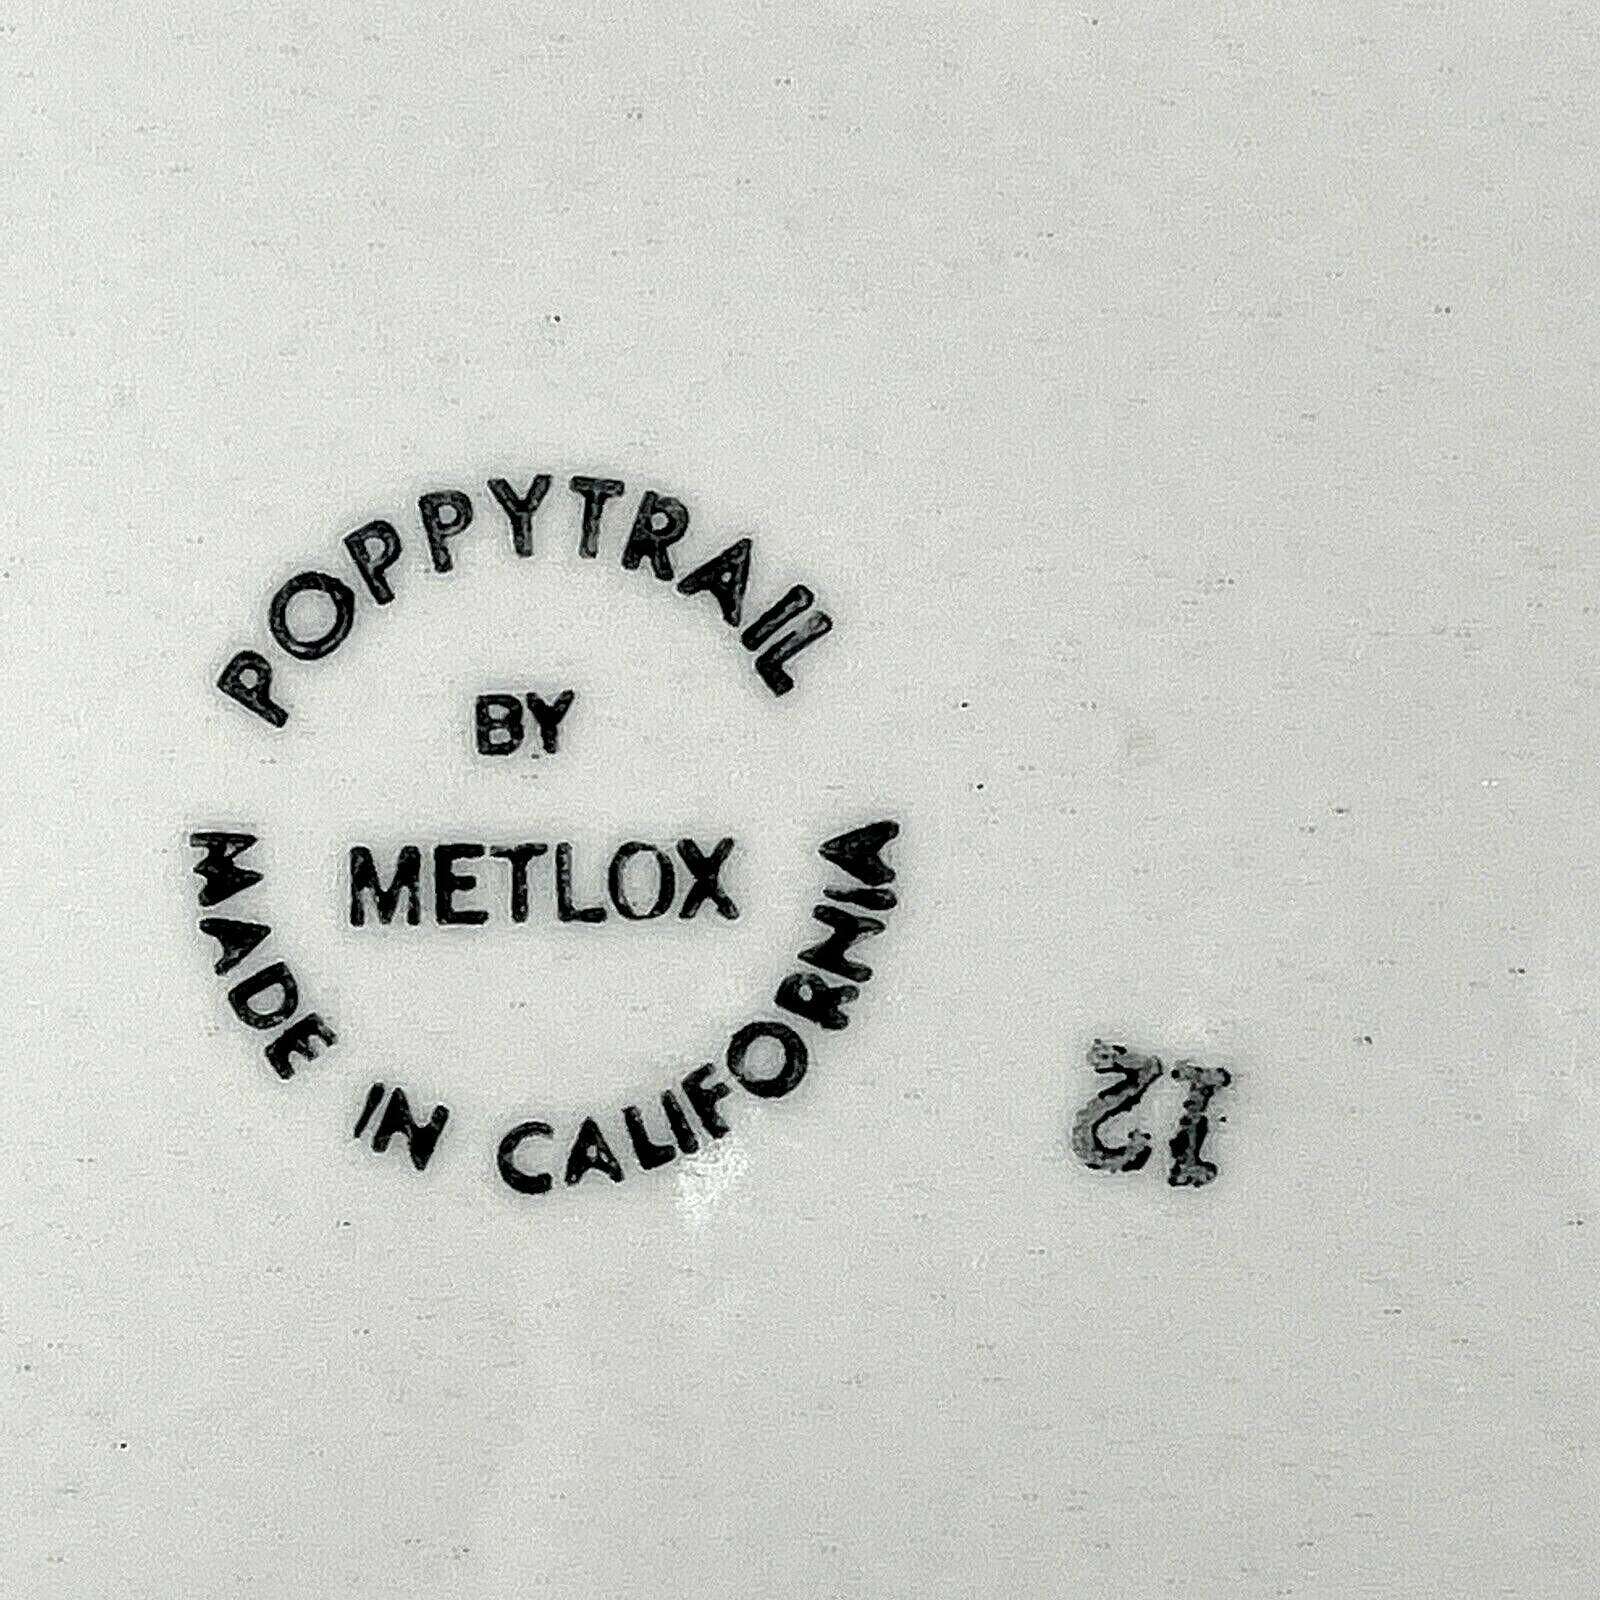 POPPYTRAIL
BY
METLOX
MADE IN CALIFORNIA
12